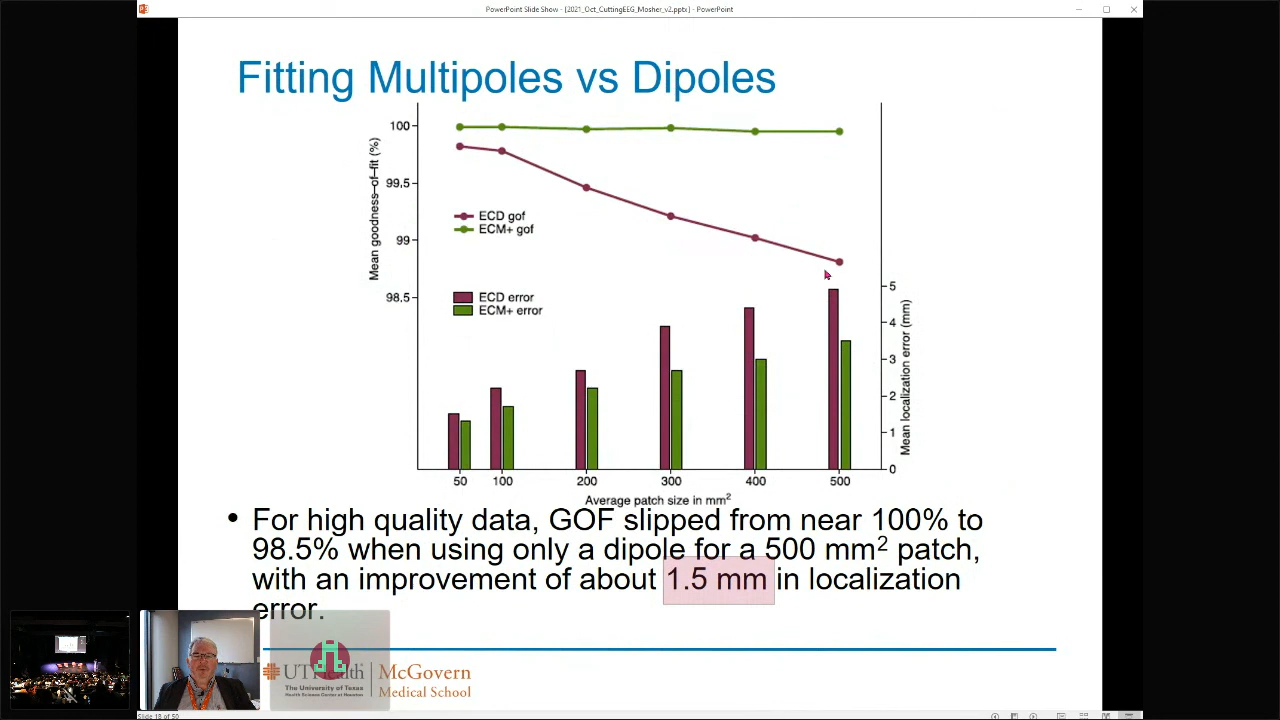 PowerPoint Slide Show - [2021_Oct_CuttingEEG_Mosher_v2.pptx] - PowerPoint
Fitting Multipoles vs Dipoles
Mean goodness-of-fit (%)
100
99.5
99
98.5
ECD gof
ECM+ gof
ECD error
ECM+ error
5
4
3
2
1
0
Mean localization error (mm)
50 100 200 300 400 500
Average patch size in mm2
• For high quality data, GOF slipped from near 100% to
98.5% when using only a dipole for a 500 mm2 patch,
with an improvement of about 1.5 mm in localization
error.
UTHealth
The University of Texas
Health Science Center at Houston
McGovern
Medical School
Slide 18 of 50